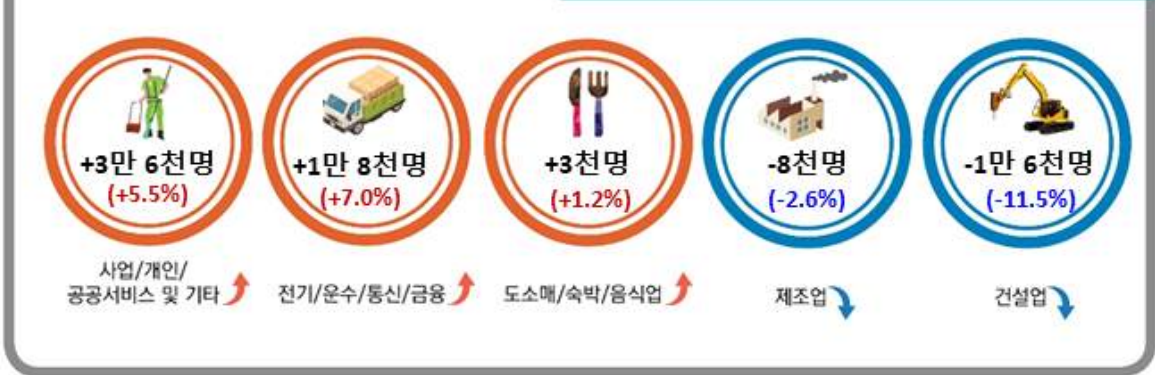 +3만 6천명
(+5.5%)
사업/개인/
공공서비스 및 기타
+1만 8천명
(+7.0%)
전기/운수/통신/금융
+3천명
(+1.2%)
도소매/숙박/음식업
-8천명
(-2.6%)
제조업
-1만 6천명
(-11.5%)
건설업